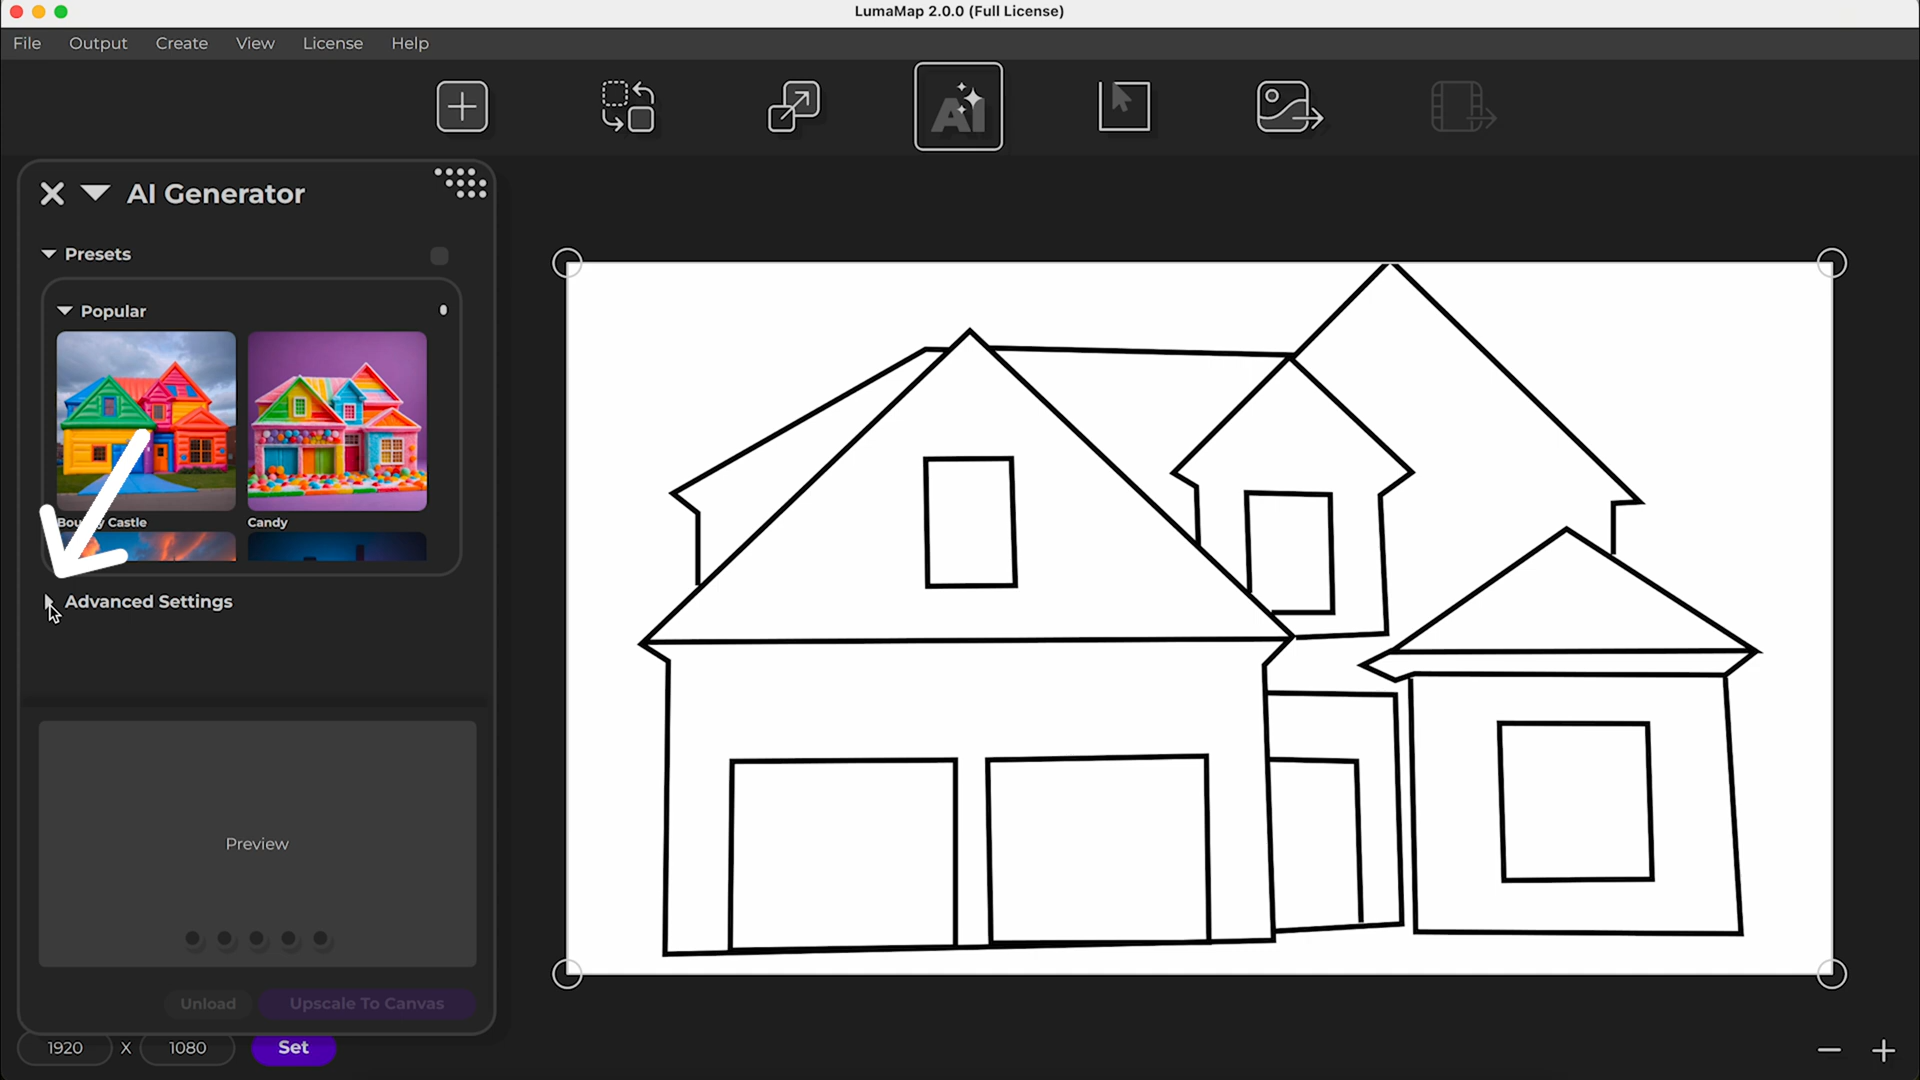 LumaMap 2.0.0 (Full License)
File Output Create View License Help
AI
AI Generator
Presets
Popular
Candy
Advanced Settings
Preview
Unload Upscale To Canvas
1920 X 1080 Set